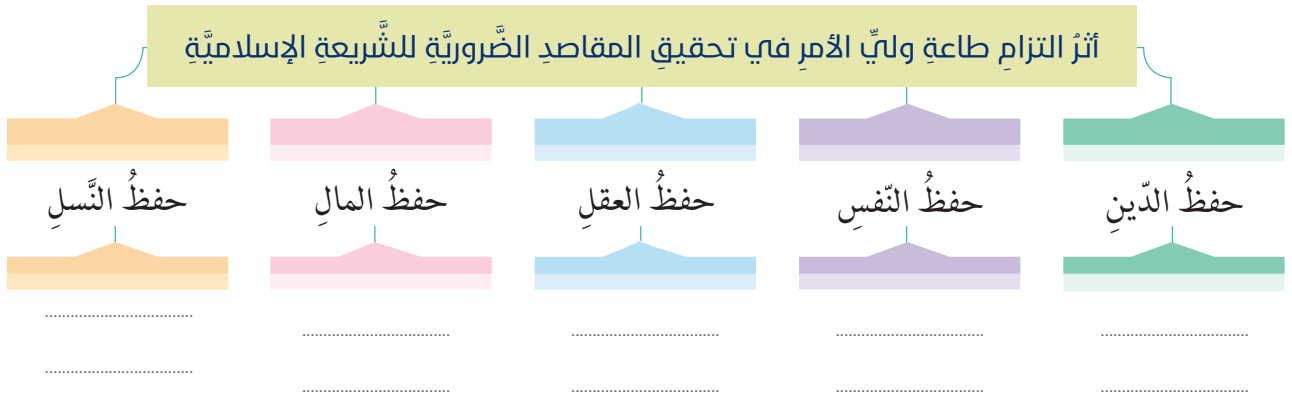 أثرُ التزامِ طاعةِ وليِّ الأمرِ في تحقيقِ المقاصدِ الضَّروريَّةِ للشَّريعةِ الإسلاميَّةِ
حفظُ الدّينِ
حفظُ النّفسِ
حفظُ العقلِ
حفظُ المالِ
حفظُ النَّسلِ